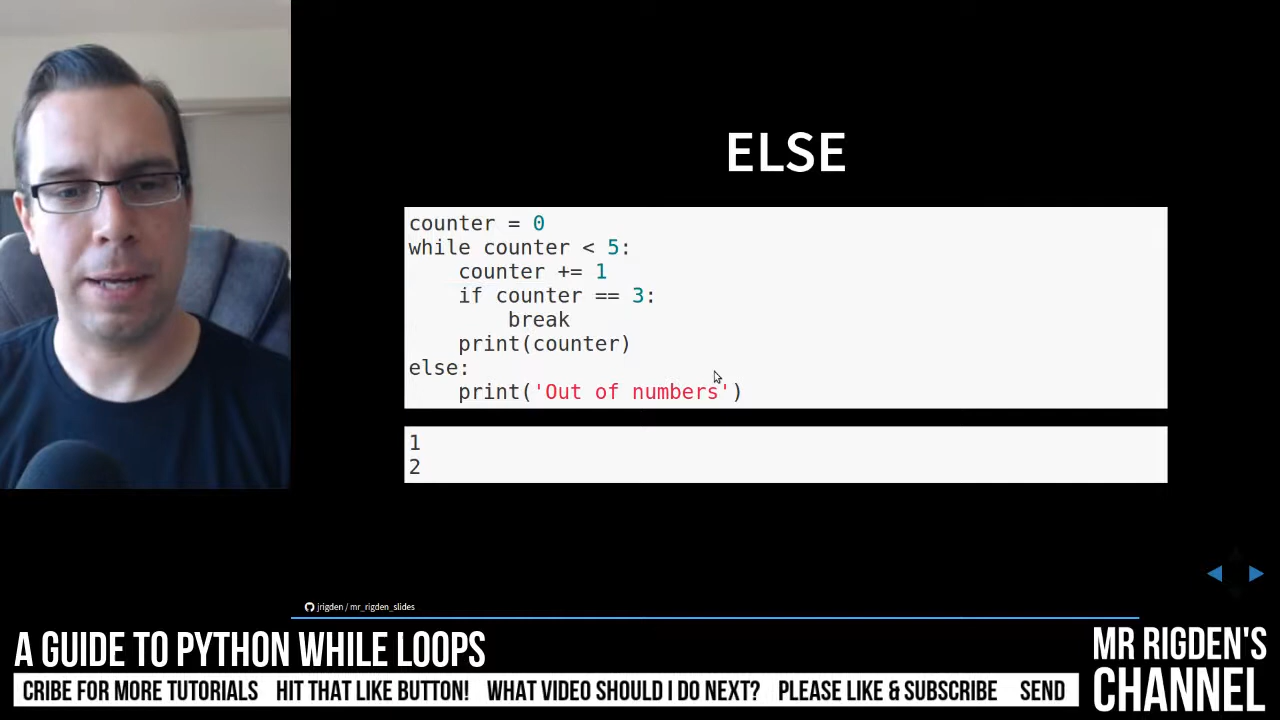 ELSE
counter = 0
while counter < 5:
    counter += 1
    if counter == 3:
        break
    print(counter)
else:
    print('Out of numbers')
1
2
jrigden / mr_rigden_slides
A GUIDE TO PYTHON WHILE LOOPS
CRIBE FOR MORE TUTORIALS HIT THAT LIKE BUTTON! WHAT VIDEO SHOULD I DO NEXT? PLEASE LIKE & SUBSCRIBE SEND
MR RIGDEN'S
CHANNEL